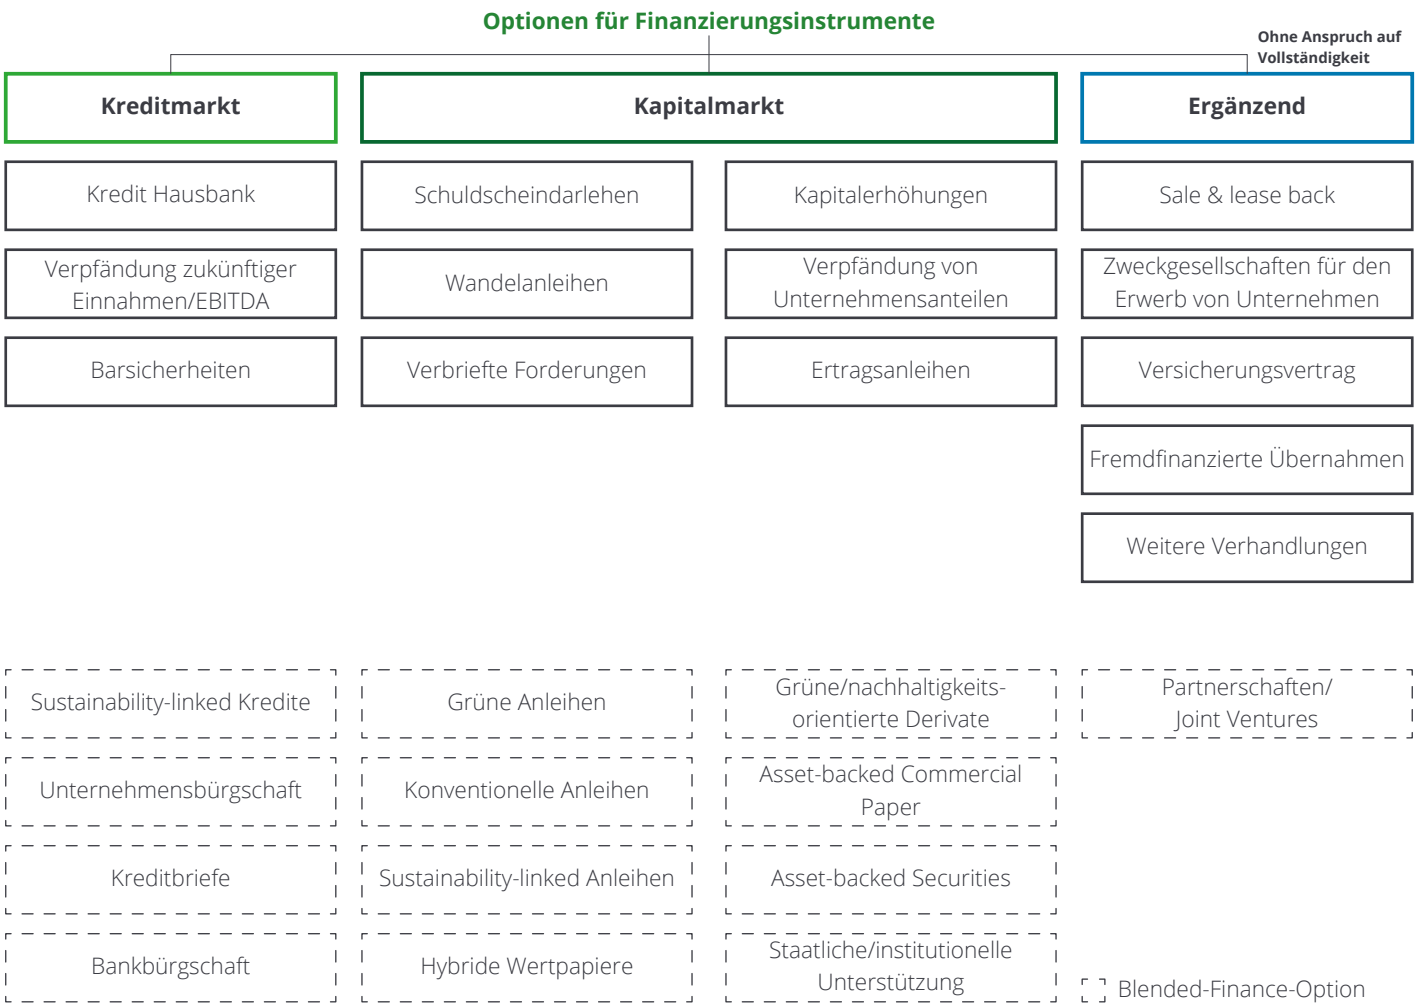 Optionen für Finanzierungsinstrumente
Ohne Anspruch auf
Vollständigkeit
Kreditmarkt
Kapitalmarkt
Ergänzend
Kredit Hausbank
Schuldscheindarlehen
Kapitalerhöhungen
Sale & lease back
Verpfändung zukünftiger
Einnahmen/EBITDA
Wandelanleihen
Verpfändung von
Unternehmensanteilen
Zweckgesellschaften für den
Erwerb von Unternehmen
Barsicherheiten
Verbriefte Forderungen
Ertragsanleihen
Versicherungsvertrag
Fremdfinanzierte Übernahmen
Weitere Verhandlungen
Sustainability-linked Kredite
Grüne Anleihen
Grüne/nachhaltigkeits-
orientierte Derivate
Partnerschaften/
Joint Ventures
Unternehmensbürgschaft
Konventionelle Anleihen
Asset-backed Commercial
Paper
Kreditbriefe
Sustainability-linked Anleihen
Asset-backed Securities
Bankbürgschaft
Hybride Wertpapiere
Staatliche/institutionelle
Unterstützung
Blended-Finance-Option